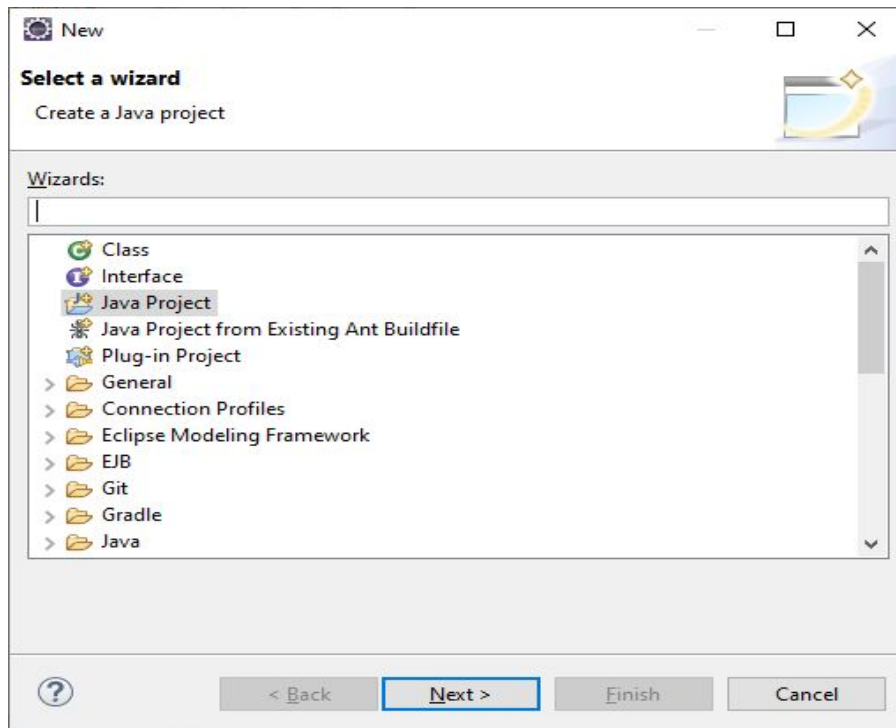 New
Select a wizard
Create a Java project
Wizards:
Class
Interface
Java Project
Java Project from Existing Ant Buildfile
Plug-in Project
General
Connection Profiles
Eclipse Modeling Framework
EJB
Git
Gradle
Java
? < Back Next > Finish Cancel